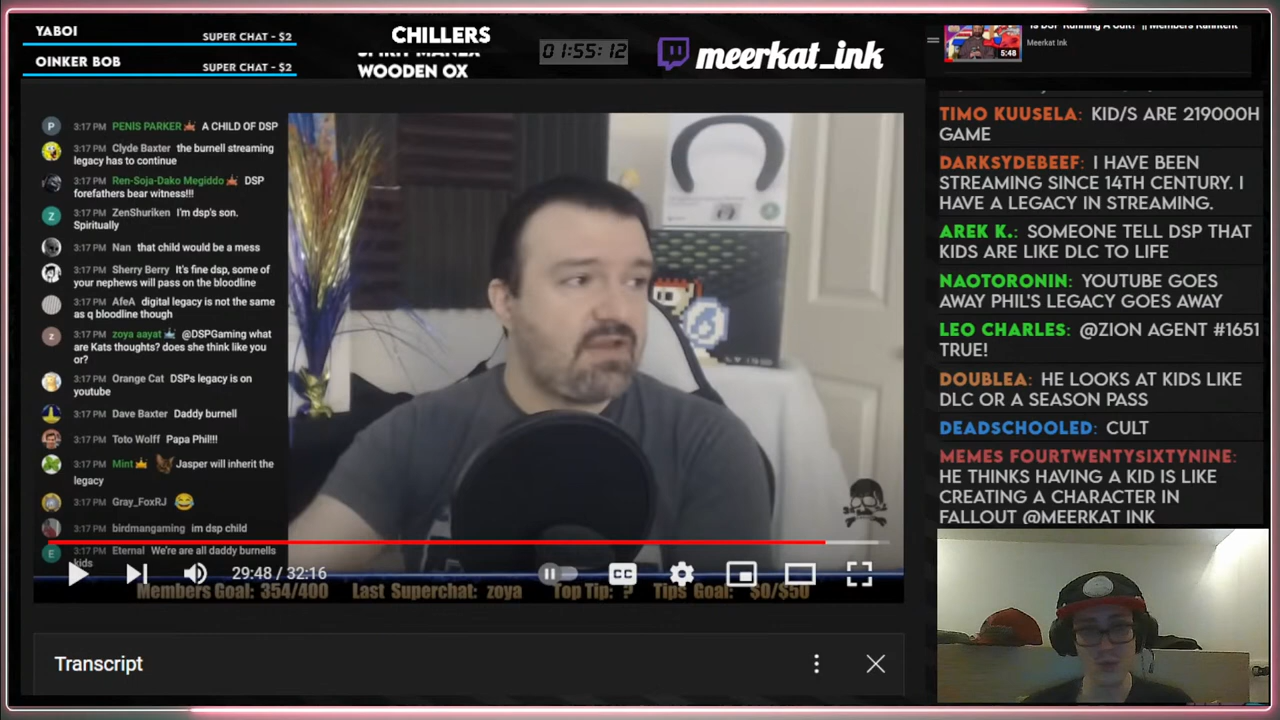 YABOI
SUPER CHAT - $2
OINKER BOB
SUPER CHAT - $2
CHILLERS
WOODEN OX
01:55:12
meerkat_ink
Meerkat Ink
5:48
P 3:17 PM PENIS PARKER A CHILD OF DSP
3:17 PM Clyde Baxter the burnell streaming
legacy has to continue
3:17 PM Ren-Soja-Dako Megiddo DSP
forefathers bear witness!!!
Z 3:17 PM ZenShuriken I'm dsp's son.
Spiritually
3:17 PM Nan that child would be a mess
3:17 PM Sherry Berry It's fine dsp, some of
your nephews will pass on the bloodline
3:17 PM AfeA digital legacy is not the same
as q bloodline though
z 3:17 PM zoya aayat @DSPGaming what
are Kats thoughts? does she think like you
or?
3:17 PM Orange Cat DSPs legacy is on
youtube
3:17 PM Dave Baxter Daddy burnell
3:17 PM Toto Wolff Papa Phil!!!
3:17 PM Mint Jasper will inherit the
legacy
3:17 PM Gray_FoxRJ
3:17 PM birdmangaming im dsp child
E 3:17 PM Eternal We're are all daddy burnells
kids
29:48 / 32:16
CC
Members Goal: 354/400 Last Superchat: zoya Top Tip: ? Tips Goal: $0/$50
Transcript
TIMO KUUSELA: KID/S ARE 219000H
GAME
DARKSYDEBEEF: I HAVE BEEN
STREAMING SINCE 14TH CENTURY. I
HAVE A LEGACY IN STREAMING.
AREK K.: SOMEONE TELL DSP THAT
KIDS ARE LIKE DLC TO LIFE
NAOTORONIN: YOUTUBE GOES
AWAY PHIL'S LEGACY GOES AWAY
LEO CHARLES: @ZION AGENT #1651
TRUE!
DOUBLEA: HE LOOKS AT KIDS LIKE
DLC OR A SEASON PASS
DEADSCHOOLED: CULT
MEMES FOURTWENTYSIXTYNINE:
HE THINKS HAVING A KID IS LIKE
CREATING A CHARACTER IN
FALLOUT @MEERKAT INK